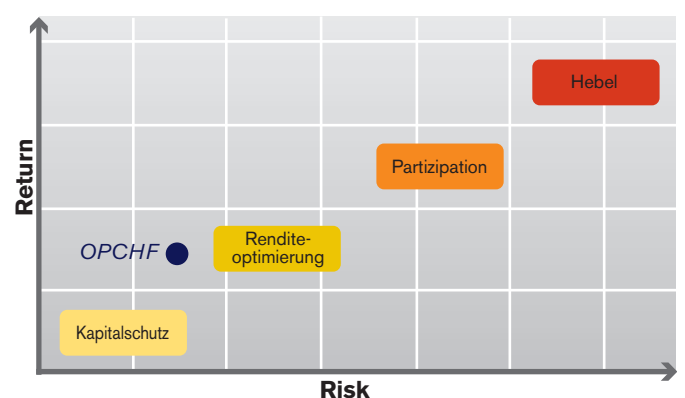 Return
Hebel
Partizipation
OPCHF
Rendite-
optimierung
Kapitalschutz
Risk